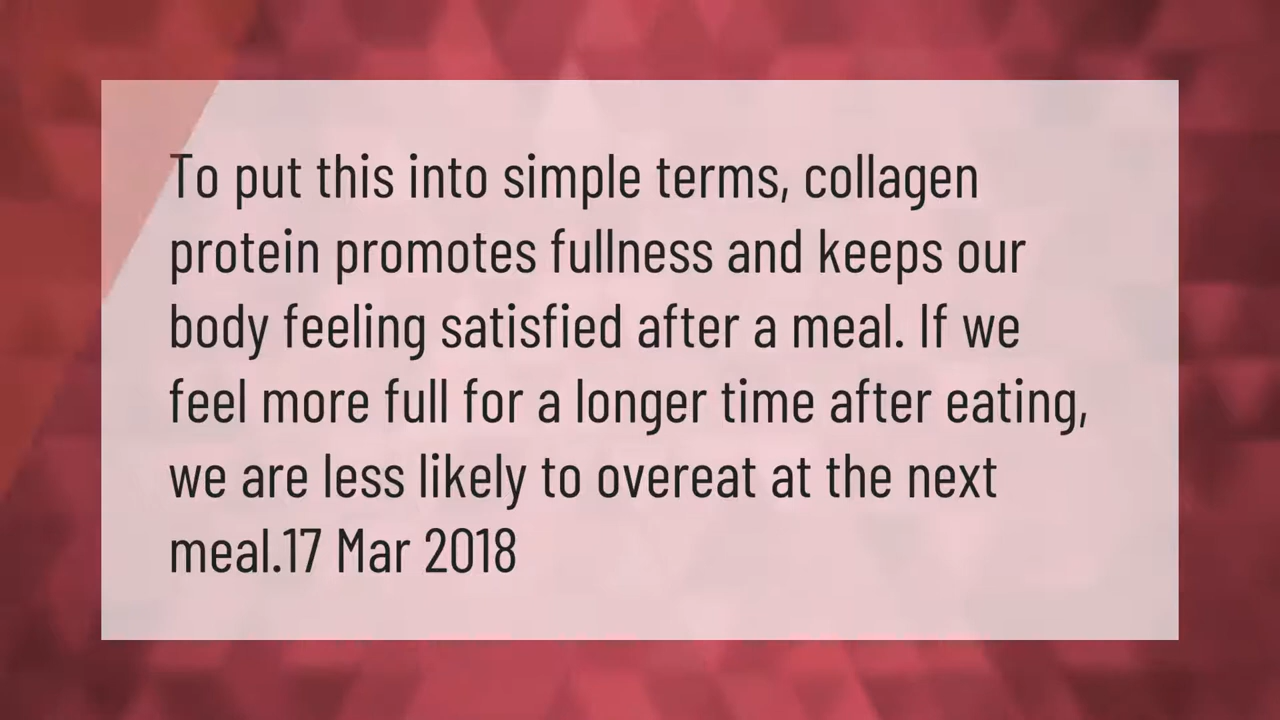 To put this into simple terms, collagen
protein promotes fullness and keeps our
body feeling satisfied after a meal. If we
feel more full for a longer time after eating,
we are less likely to overeat at the next
meal.17 Mar 2018